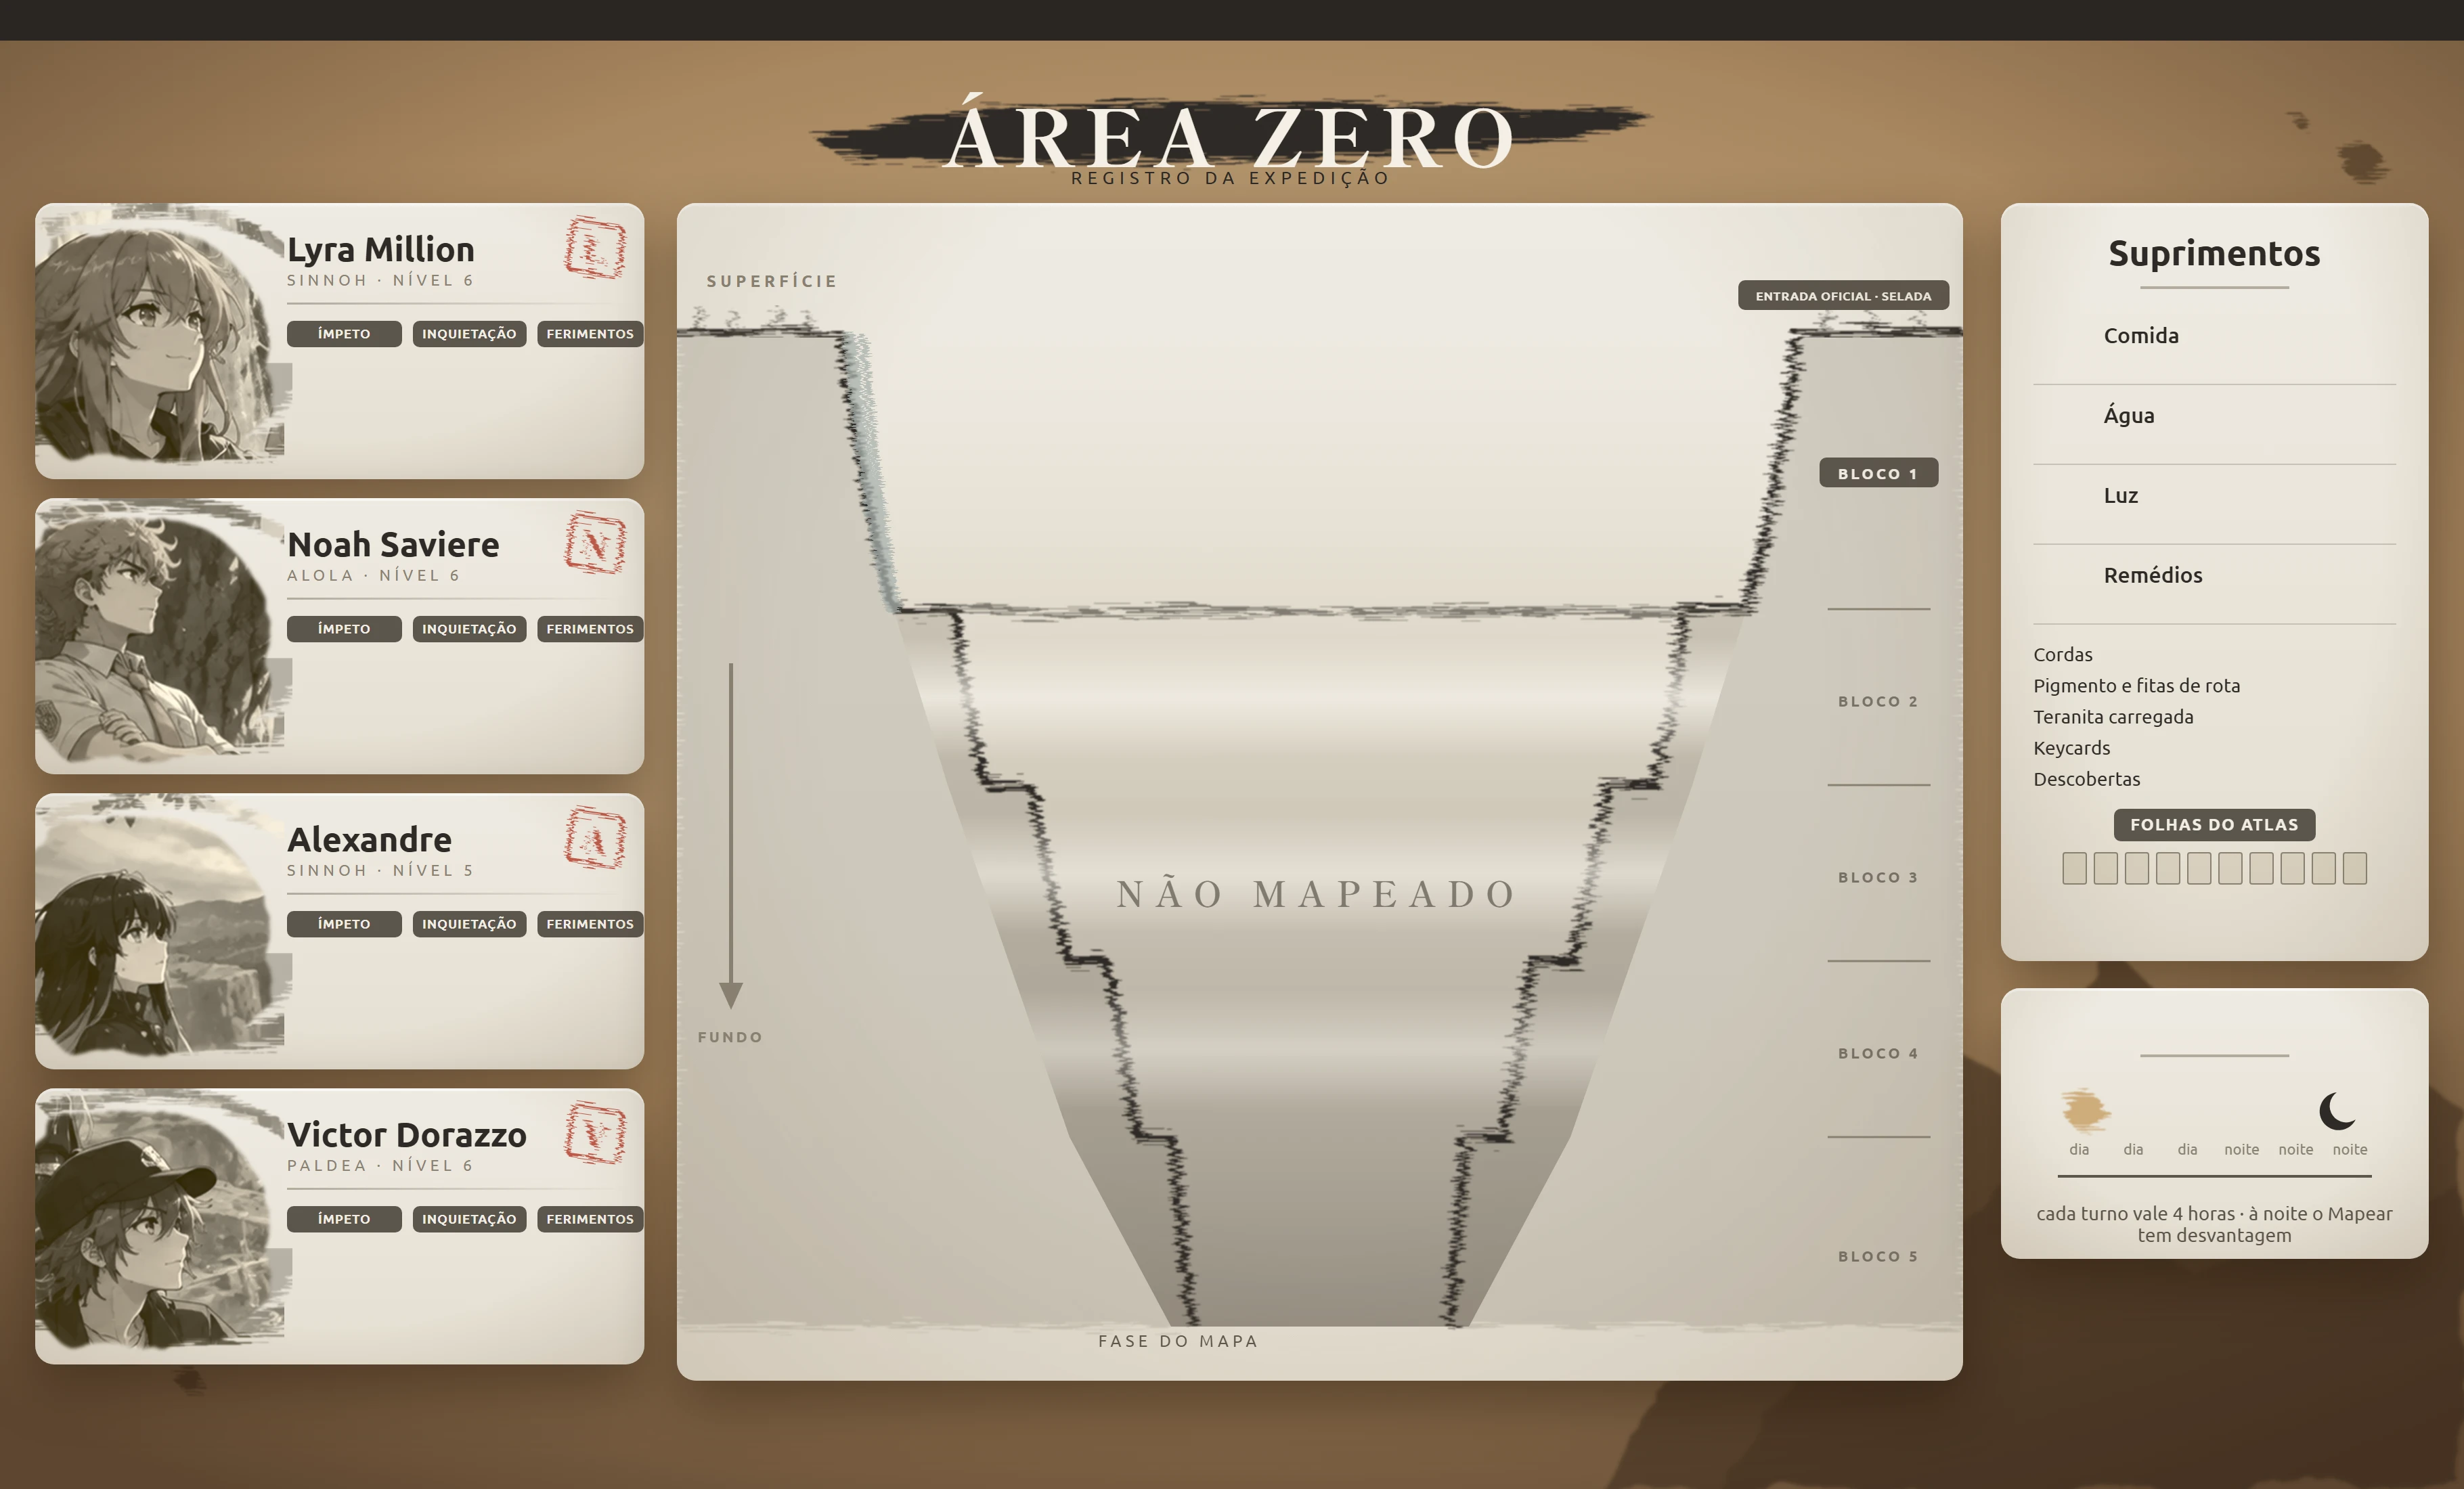 ÁREA ZERO
REGISTRO DA EXPEDIÇÃO
Lyra Million
L
SINNOH · NÍVEL 6
ÍMPETO INQUIETAÇÃO FERIMENTOS
Noah Saviere
N
ALOLA · NÍVEL 6
ÍMPETO INQUIETAÇÃO FERIMENTOS
Alexandre
A
SINNOH · NÍVEL 5
ÍMPETO INQUIETAÇÃO FERIMENTOS
Victor Dorazzo
V
PALDEA · NÍVEL 6
ÍMPETO INQUIETAÇÃO FERIMENTOS
SUPERFÍCIE
ENTRADA OFICIAL · SELADA
BLOCO 1
BLOCO 2
BLOCO 3
NÃO MAPEADO
FUNDO
BLOCO 4
BLOCO 5
FASE DO MAPA
Suprimentos
Comida
Água
Luz
Remédios
Cordas
Pigmento e fitas de rota
Teranita carregada
Keycards
Descobertas
FOLHAS DO ATLAS
dia dia dia noite noite noite
cada turno vale 4 horas · à noite o Mapear
tem desvantagem